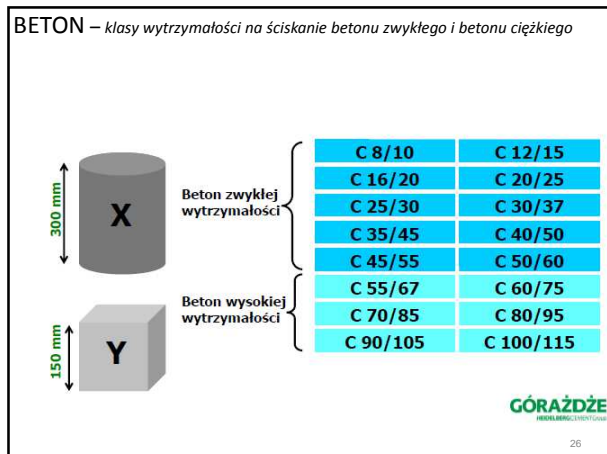 BETON – klasy wytrzymałości na ściskanie betonu zwykłego i betonu ciężkiego
300 mm
X
150 mm
Y
Beton zwykłej
wytrzymałości
Beton wysokiej
wytrzymałości
C 8/10 C 12/15
C 16/20 C 20/25
C 25/30 C 30/37
C 35/45 C 40/50
C 45/55 C 50/60
C 55/67 C 60/75
C 70/85 C 80/95
C 90/105 C 100/115
GÓRAŻDŻE
HEIDELBERGCEMENTGroup
26